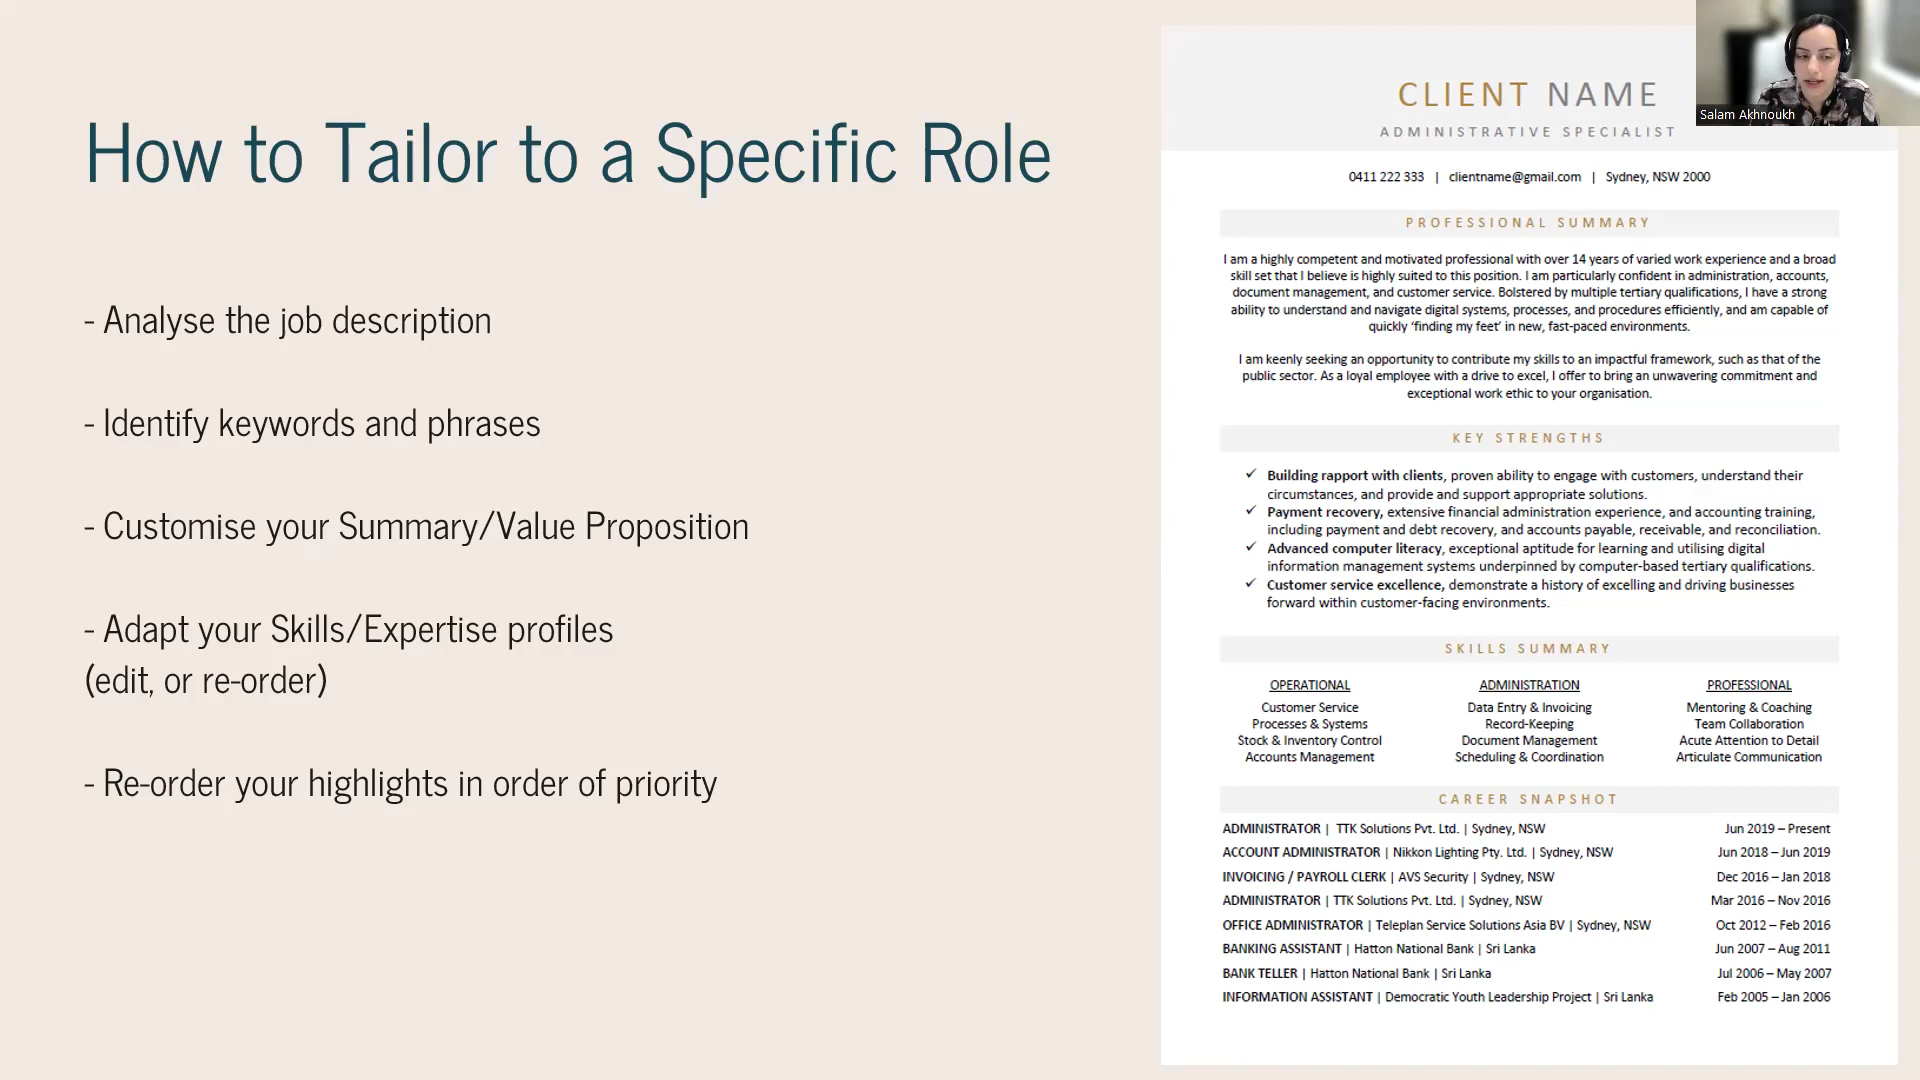 How to Tailor to a Specific Role
- Analyse the job description
- Identify keywords and phrases
- Customise your Summary/Value Proposition
- Adapt your Skills/Expertise profiles
(edit, or re-order)
- Re-order your highlights in order of priority
CLIENT NAME
ADMINISTRATIVE SPECIALIST
0411 222 333 | clientname@gmail.com | Sydney, NSW 2000
PROFESSIONAL SUMMARY
I am a highly competent and motivated professional with over 14 years of varied work experience and a broad
skill set that I believe is highly suited to this position. I am particularly confident in administration, accounts,
document management, and customer service. Bolstered by multiple tertiary qualifications, I have a strong
ability to understand and navigate digital systems, processes, and procedures efficiently, and am capable of
quickly ‘finding my feet’ in new, fast-paced environments.
I am keenly seeking an opportunity to contribute my skills to an impactful framework, such as that of the
public sector. As a loyal employee with a drive to excel, I offer to bring an unwavering commitment and
exceptional work ethic to your organisation.
KEY STRENGTHS
✓ Building rapport with clients, proven ability to engage with customers, understand their
circumstances, and provide and support appropriate solutions.
✓ Payment recovery, extensive financial administration experience, and accounting training,
including payment and debt recovery, and accounts payable, receivable, and reconciliation.
✓ Advanced computer literacy, exceptional aptitude for learning and utilising digital
information management systems underpinned by computer-based tertiary qualifications.
✓ Customer service excellence, demonstrate a history of excelling and driving businesses
forward within customer-facing environments.
SKILLS SUMMARY
OPERATIONAL ADMINISTRATION PROFESSIONAL
Customer Service Data Entry & Invoicing Mentoring & Coaching
Processes & Systems Record-Keeping Team Collaboration
Stock & Inventory Control Document Management Acute Attention to Detail
Accounts Management Scheduling & Coordination Articulate Communication
CAREER SNAPSHOT
ADMINISTRATOR | TTK Solutions Pvt. Ltd. | Sydney, NSW Jun 2019 – Present
ACCOUNT ADMINISTRATOR | Nikkon Lighting Pty. Ltd. | Sydney, NSW Jun 2018 – Jun 2019
INVOICING / PAYROLL CLERK | AVS Security | Sydney, NSW Dec 2016 – Jan 2018
ADMINISTRATOR | TTK Solutions Pvt. Ltd. | Sydney, NSW Mar 2016 – Nov 2016
OFFICE ADMINISTRATOR | Teleplan Service Solutions Asia BV | Sydney, NSW Oct 2012 – Feb 2016
BANKING ASSISTANT | Hatton National Bank | Sri Lanka Jun 2007 – Aug 2011
BANK TELLER | Hatton National Bank | Sri Lanka Jul 2006 – May 2007
INFORMATION ASSISTANT | Democratic Youth Leadership Project | Sri Lanka Feb 2005 – Jan 2006
Salam Akhnoukh